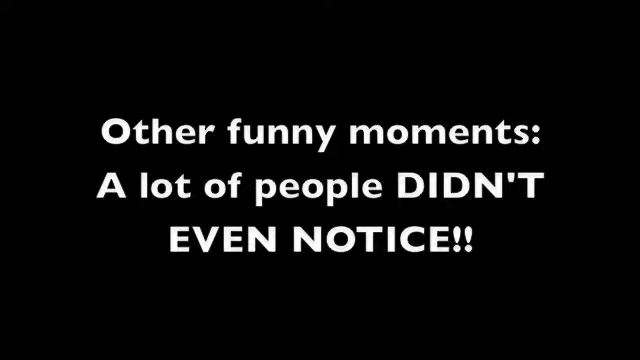 Other funny moments:
A lot of people DIDN'T
EVEN NOTICE!!